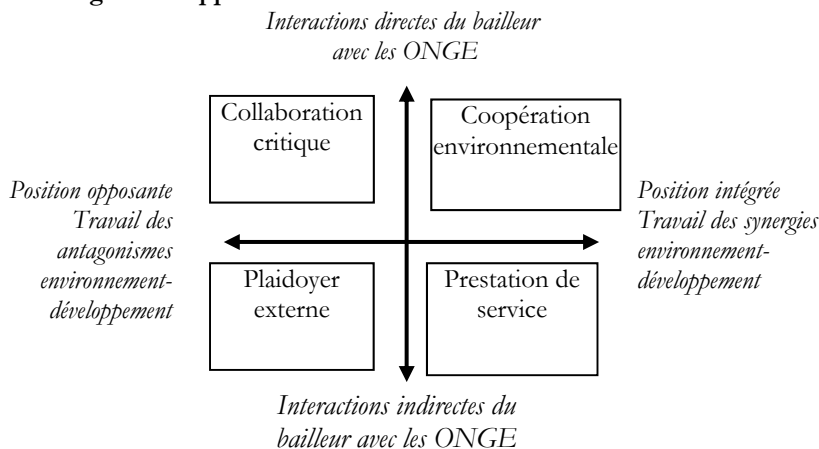 Interactions directes du bailleur
avec les ONGE
Collaboration
critique
Coopération
environnementale
Position opposante
Travail des
antagonismes
environnement-
développement
Position intégrée
Travail des synergies
environnement-
développement
Plaidoyer
externe
Prestation de
service
Interactions indirectes du
bailleur avec les ONGE